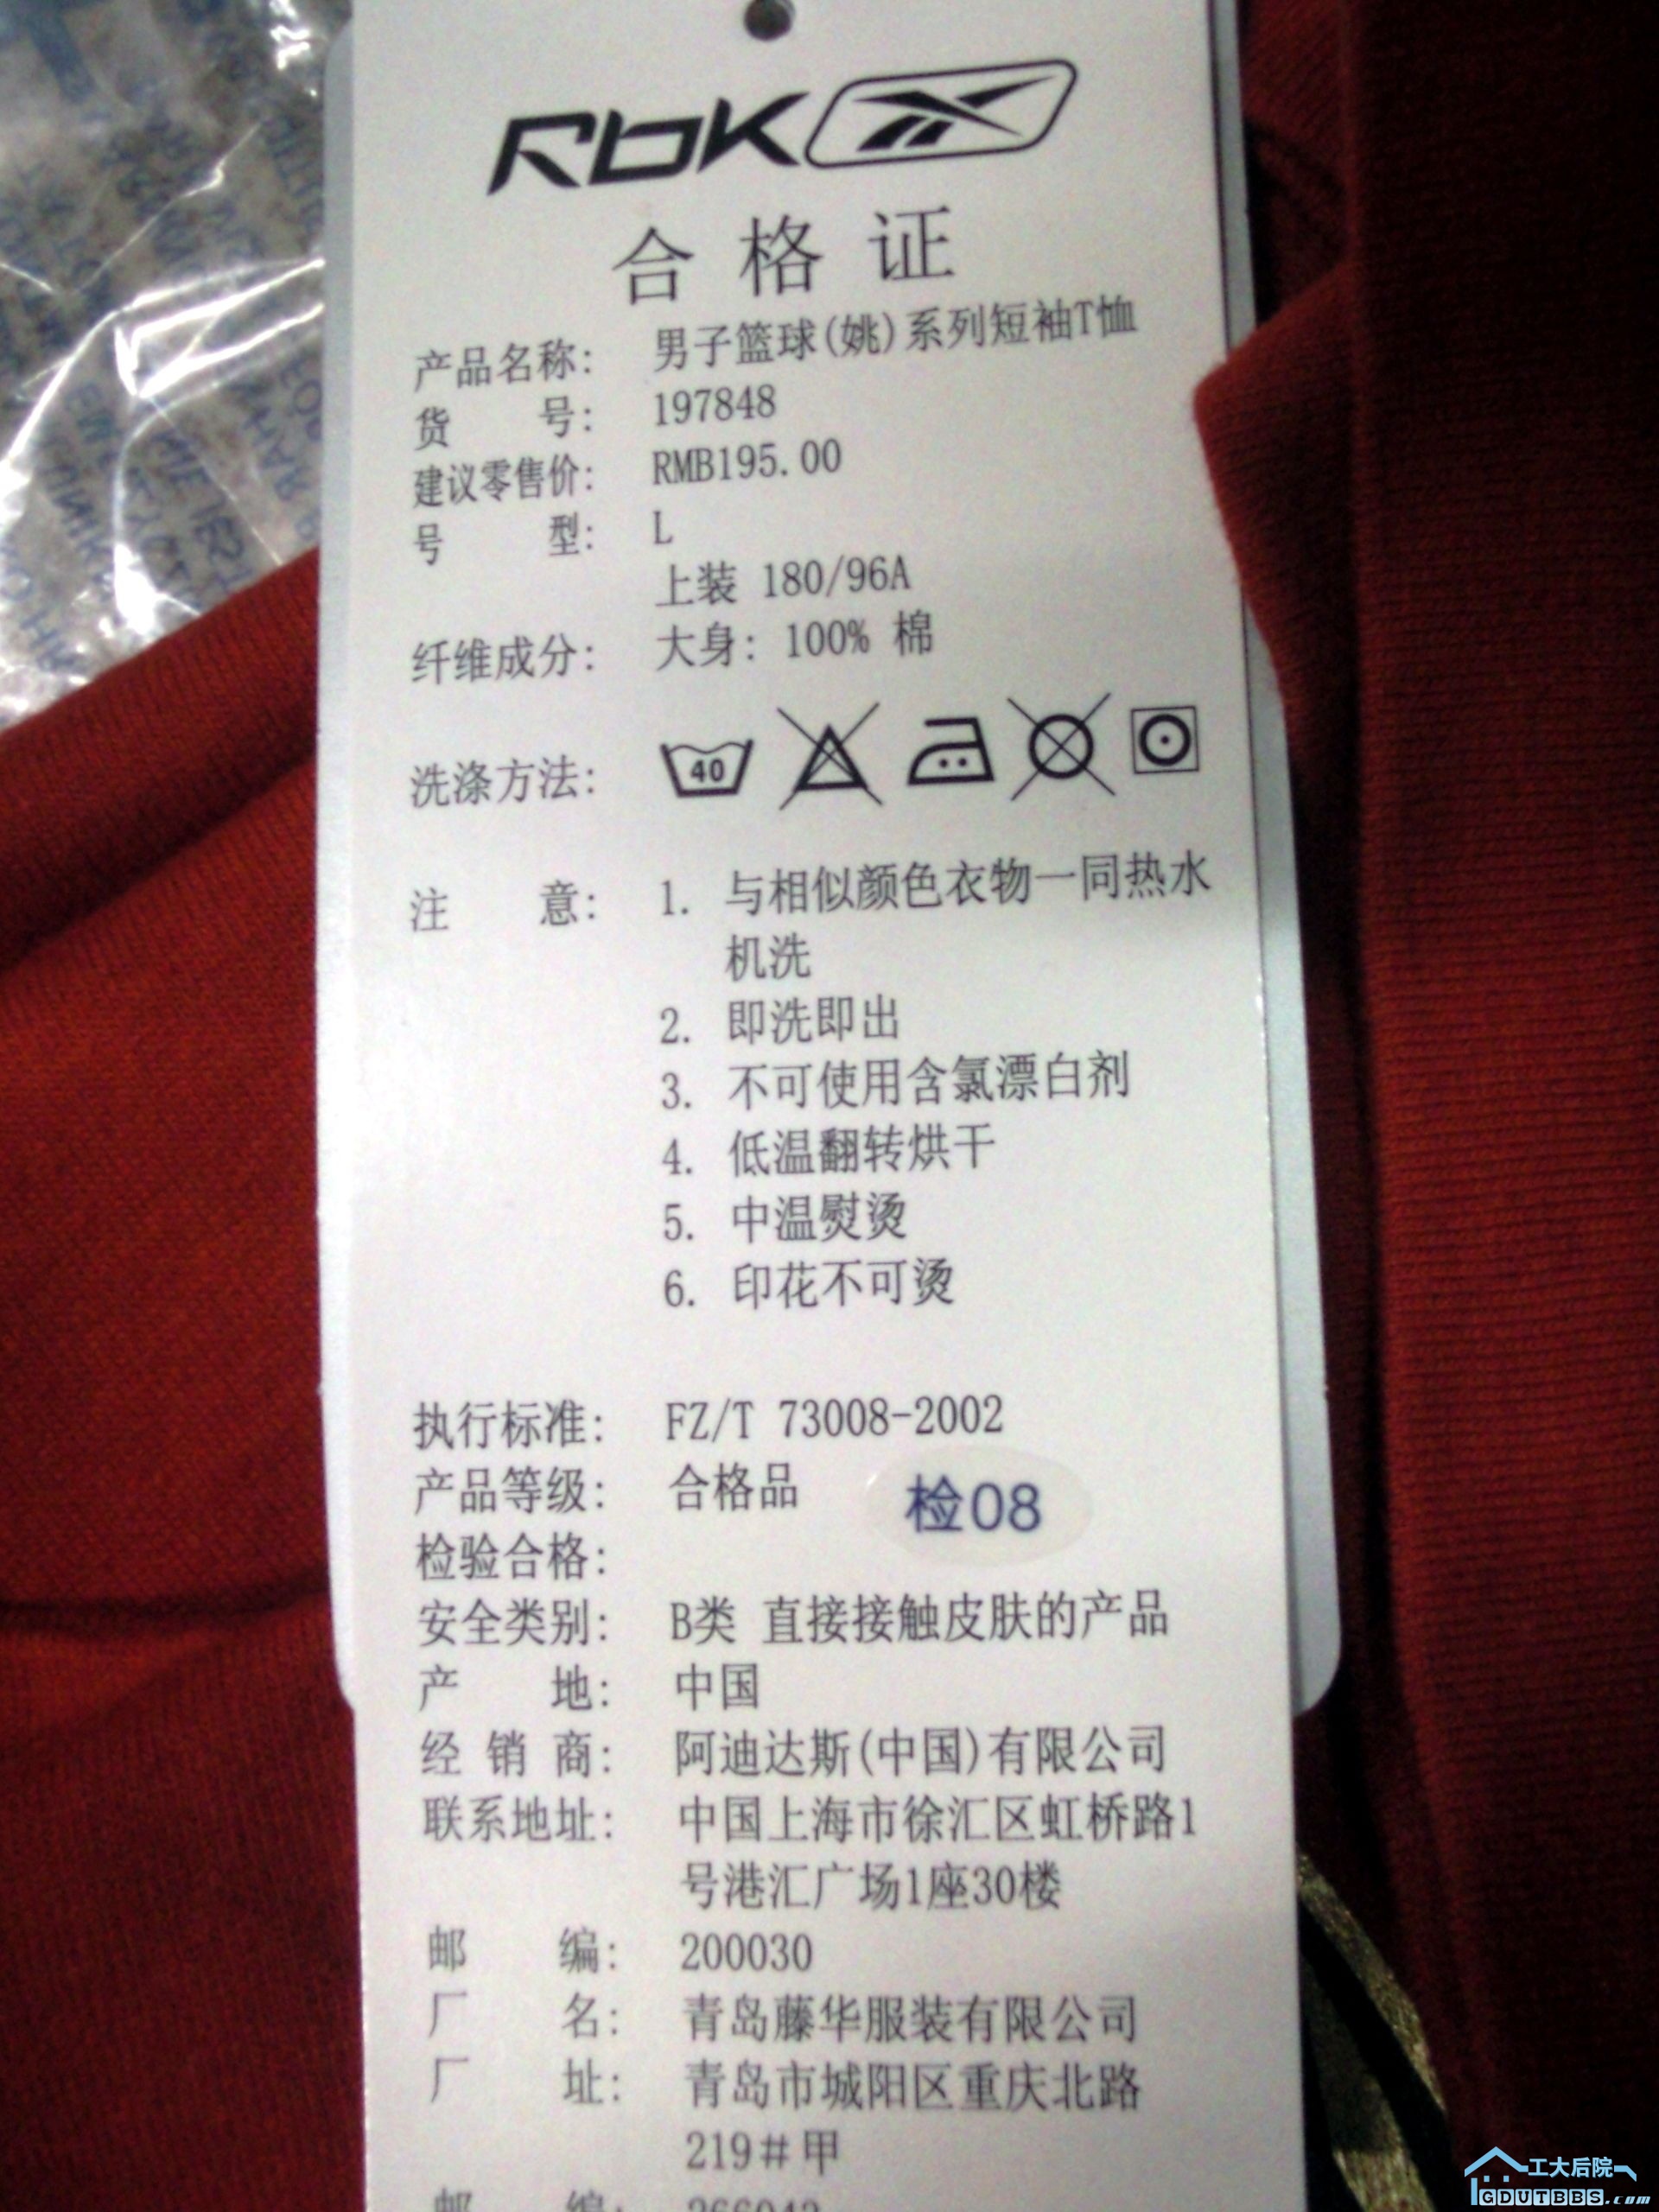 Rbk
合格证
产品名称: 男子篮球(姚)系列短袖T恤
货 号: 197848
建议零售价: RMB195.00
号 型: L
上装 180/96A
纤维成分: 大身: 100% 棉
洗涤方法: 40
注 意: 1. 与相似颜色衣物一同热水
机洗
2. 即洗即出
3. 不可使用含氯漂白剂
4. 低温翻转烘干
5. 中温熨烫
6. 印花不可烫
执行标准: FZ/T 73008-2002
产品等级: 合格品 检08
检验合格:
安全类别: B类 直接接触皮肤的产品
产 地: 中国
经 销 商: 阿迪达斯(中国)有限公司
联系地址: 中国上海市徐汇区虹桥路1
号港汇广场1座30楼
邮 编: 200030
厂 名: 青岛藤华服装有限公司
厂 址: 青岛市城阳区重庆北路
219#甲
邮 编:
工大后院
GDUTBBS.com